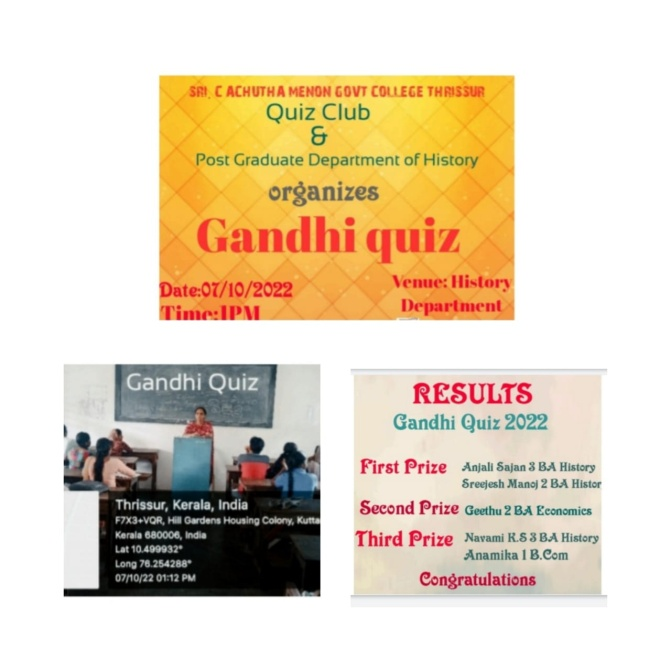 SRI. C ACHUTHA MENON GOVT COLLEGE THRISSUR
Quiz Club
&
Post Graduate Department of History
organizes
Gandhi quiz
Date:07/10/2022
Time:1PM
Venue: History
Department
Gandhi Quiz
Thrissur, Kerala, India
F7X3+VQR, Hill Gardens Housing Colony, Kutta
Kerala 680006, India
Lat 10.499932°
Long 76.254288°
07/10/22 01:12 PM
RESULTS
Gandhi Quiz 2022
First Prize Anjali Sajan 3 BA History
Sreejesh Manoj 2 BA Histor
Second Prize Geethu 2 BA Economics
Third Prize Navami K.S 3 BA History
Anamika 1 B.Com
Congratulations